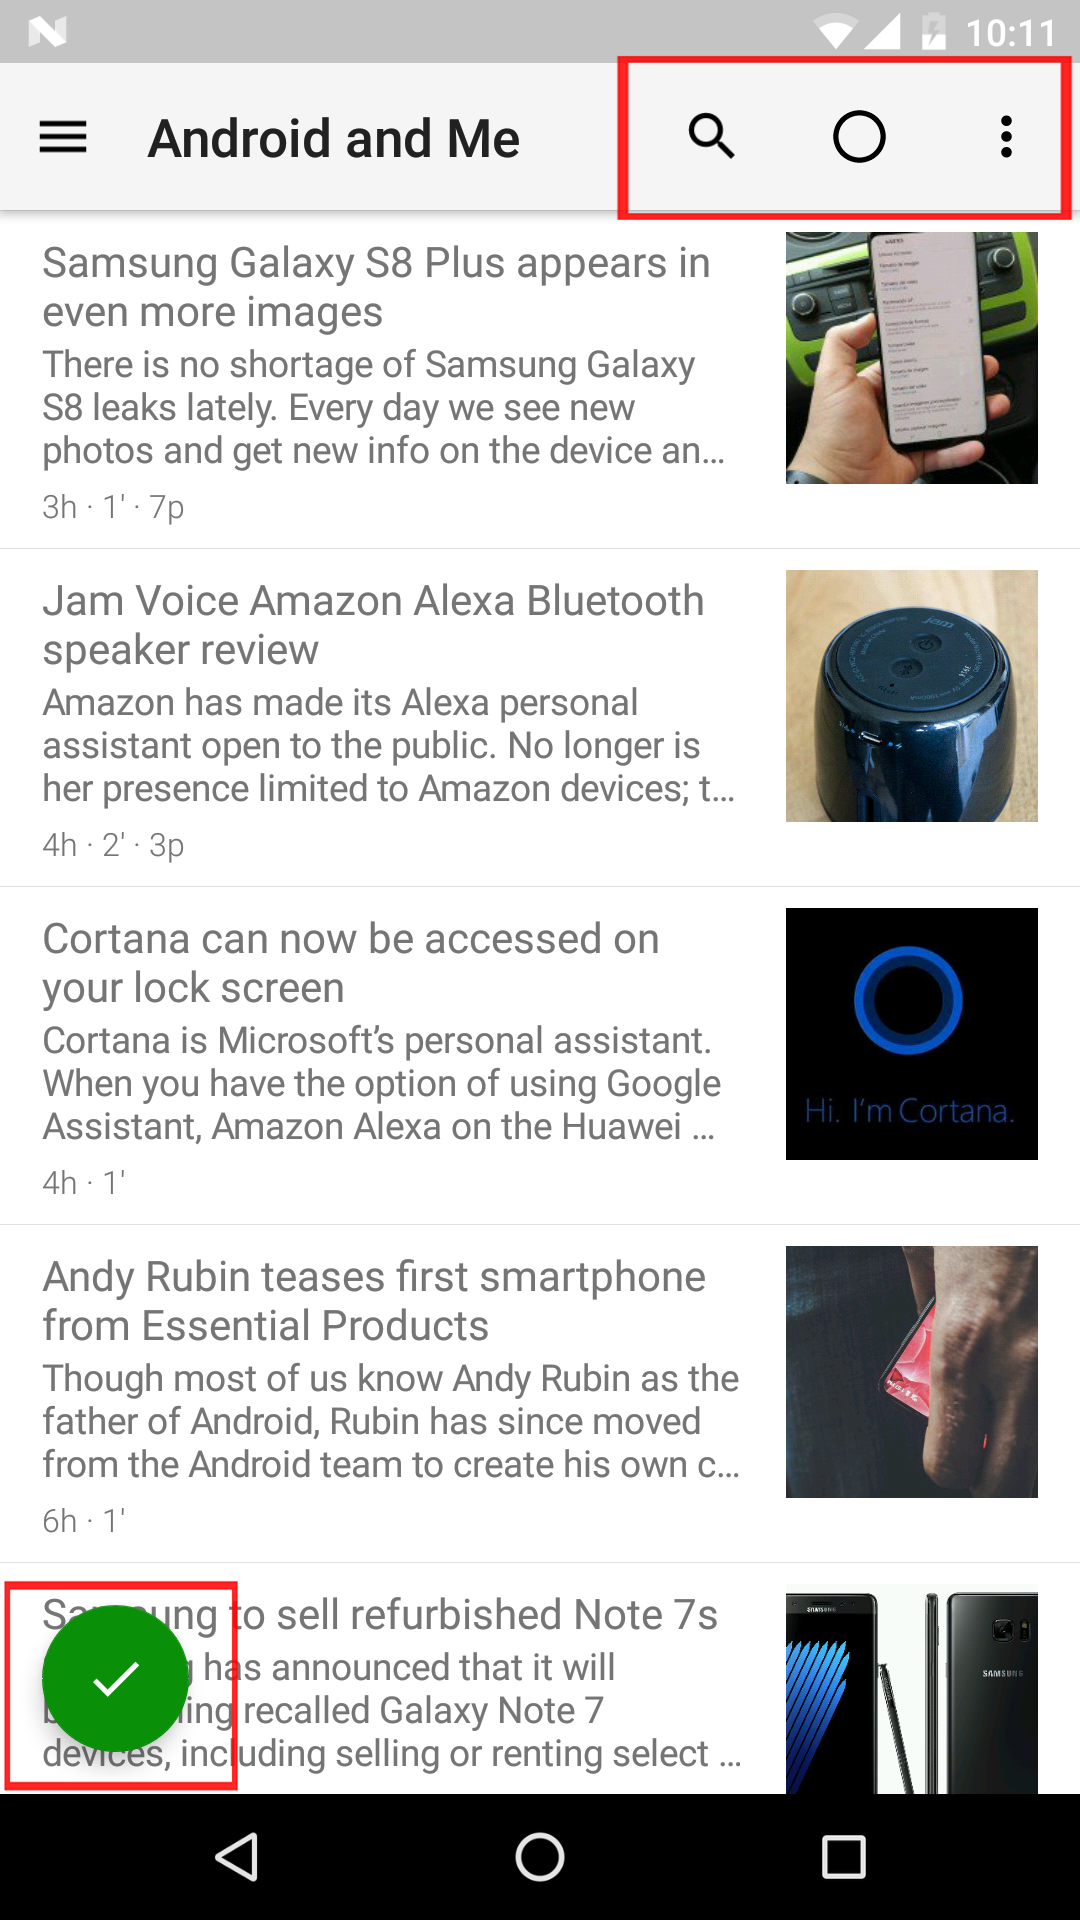 10:11
Android and Me
Samsung Galaxy S8 Plus appears in
even more images
There is no shortage of Samsung Galaxy
S8 leaks lately. Every day we see new
photos and get new info on the device an...
3h · 1' · 7p
Jam Voice Amazon Alexa Bluetooth
speaker review
Amazon has made its Alexa personal
assistant open to the public. No longer is
her presence limited to Amazon devices; t...
4h · 2' · 3p
jam
Cortana can now be accessed on
your lock screen
Cortana is Microsoft’s personal assistant.
When you have the option of using Google
Assistant, Amazon Alexa on the Huawei ...
4h · 1'
Hi. I'm Cortana.
Andy Rubin teases first smartphone
from Essential Products
Though most of us know Andy Rubin as the
father of Android, Rubin has since moved
from the Android team to create his own c...
6h · 1'
Samsung to sell refurbished Note 7s
has announced that it will
recalled Galaxy Note 7
devices, including selling or renting select ...
SAMSUNG
SAMSUNG